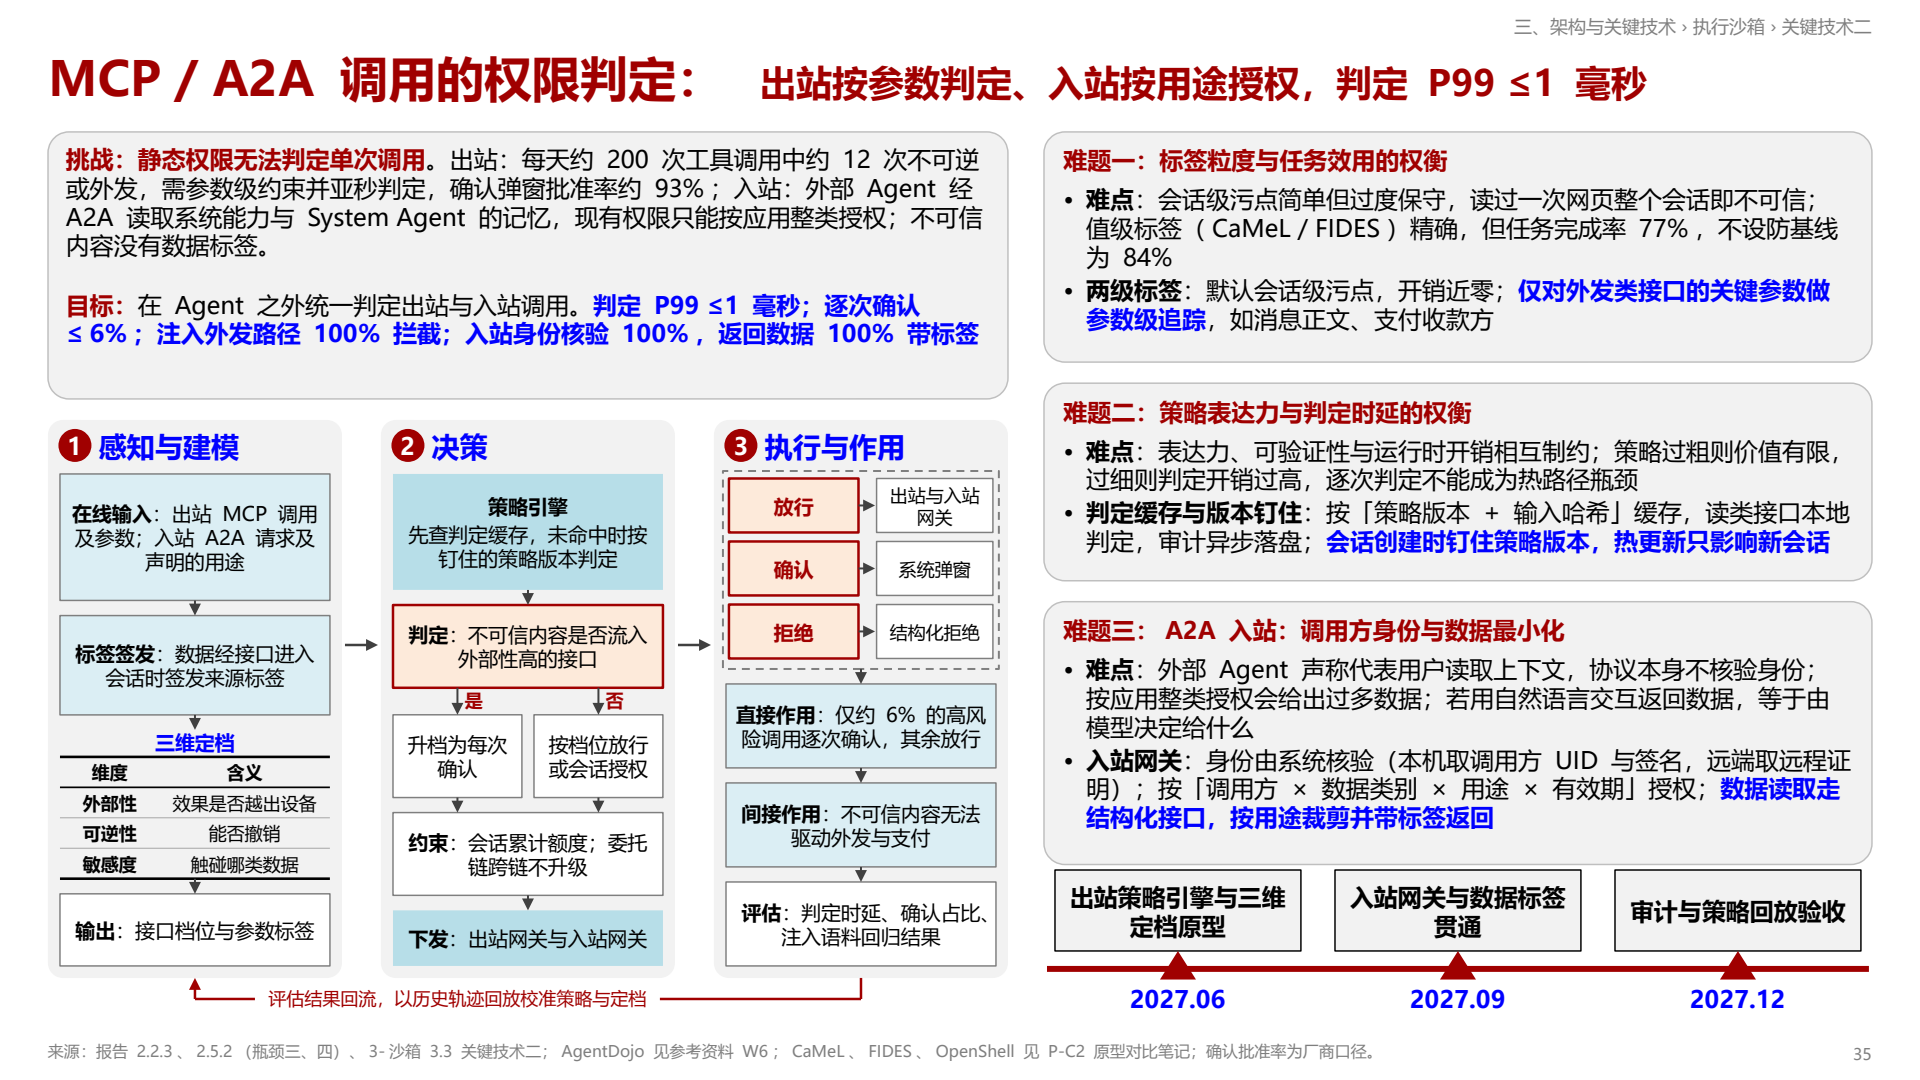 三、架构与关键技术 › 执行沙箱 › 关键技术二
MCP / A2A 调用的权限判定： 出站按参数判定、入站按用途授权，判定 P99 ≤1 毫秒
挑战：静态权限无法判定单次调用。出站：每天约 200 次工具调用中约 12 次不可逆
或外发，需参数级约束并亚秒判定，确认弹窗批准率约 93%；入站：外部 Agent 经
A2A 读取系统能力与 System Agent 的记忆，现有权限只能按应用整类授权；不可信
内容没有数据标签。
目标：在 Agent 之外统一判定出站与入站调用。判定 P99 ≤1 毫秒；逐次确认
≤ 6%；注入外发路径 100% 拦截；入站身份核验 100%，返回数据 100% 带标签
1 感知与建模
在线输入：出站 MCP 调用
及参数；入站 A2A 请求及
声明的用途
标签签发：数据经接口进入
会话时签发来源标签
三维定档
维度 含义
外部性 效果是否越出设备
可逆性 能否撤销
敏感度 触碰哪类数据
输出：接口档位与参数标签
2 决策
策略引擎
先查判定缓存，未命中时按
钉住的策略版本判定
判定：不可信内容是否流入
外部性高的接口
是 否
升档为每次
确认
按档位放行
或会话授权
约束：会话累计额度；委托
链跨链不升级
下发：出站网关与入站网关
3 执行与作用
放行
出站与入站
网关
确认
系统弹窗
拒绝
结构化拒绝
直接作用：仅约 6% 的高风
险调用逐次确认，其余放行
间接作用：不可信内容无法
驱动外发与支付
评估：判定时延、确认占比、
注入语料回归结果
评估结果回流，以历史轨迹回放校准策略与定档
难题一：标签粒度与任务效用的权衡
• 难点：会话级污点简单但过度保守，读过一次网页整个会话即不可信；
值级标签（CaMeL / FIDES）精确，但任务完成率 77%，不设防基线
为 84%
• 两级标签：默认会话级污点，开销近零；仅对外发类接口的关键参数做
参数级追踪，如消息正文、支付收款方
难题二：策略表达力与判定时延的权衡
• 难点：表达力、可验证性与运行时开销相互制约；策略过粗则价值有限，
过细则判定开销过高，逐次判定不能成为热路径瓶颈
• 判定缓存与版本钉住：按「策略版本 + 输入哈希」缓存，读类接口本地
判定，审计异步落盘；会话创建时钉住策略版本，热更新只影响新会话
难题三： A2A 入站：调用方身份与数据最小化
• 难点：外部 Agent 声称代表用户读取上下文，协议本身不核验身份；
按应用整类授权会给出过多数据；若用自然语言交互返回数据，等于由
模型决定给什么
• 入站网关：身份由系统核验（本机取调用方 UID 与签名，远端取远程证
明）；按「调用方 × 数据类别 × 用途 × 有效期」授权；数据读取走
结构化接口，按用途裁剪并带标签返回
出站策略引擎与三维
定档原型
入站网关与数据标签
贯通
审计与策略回放验收
2027.06 2027.09 2027.12
来源：报告 2.2.3 、 2.5.2 （瓶颈三、四）、 3- 沙箱 3.3 关键技术二； AgentDojo 见参考资料 W6 ； CaMeL 、 FIDES 、 OpenShell 见 P-C2 原型对比笔记；确认批准率为厂商口径。
35